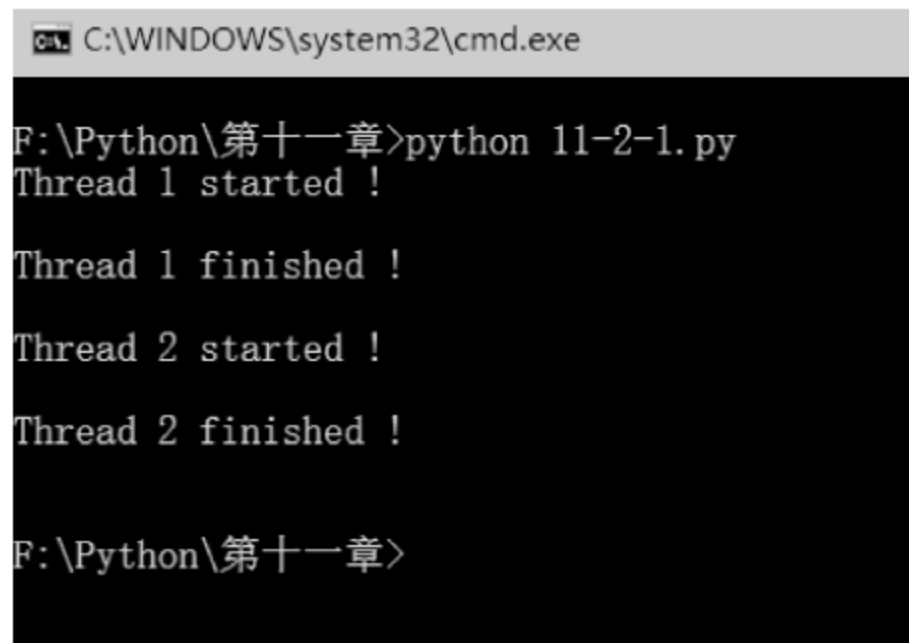 C:\WINDOWS\system32\cmd.exe
F:\Python\第十一章>python 11-2-1.py
Thread 1 started !
Thread 1 finished !
Thread 2 started !
Thread 2 finished !
F:\Python\第十一章>